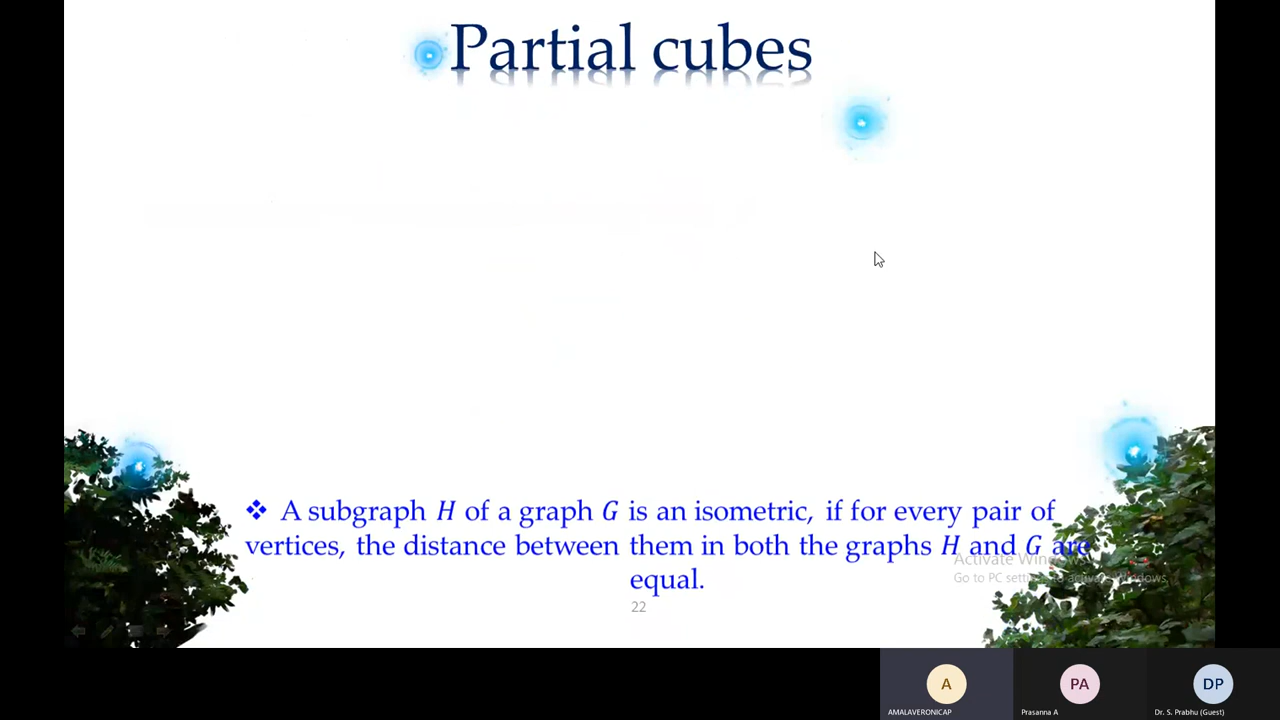 Partial cubes
❖ A subgraph H of a graph G is an isometric, if for every pair of
vertices, the distance between them in both the graphs H and G are
equal.
Activate Windows
Go to PC settings to activate Windows.
22
A
PA
DP
AMALAVERONICAP
Prasanna A
Dr. S. Prabhu (Guest)